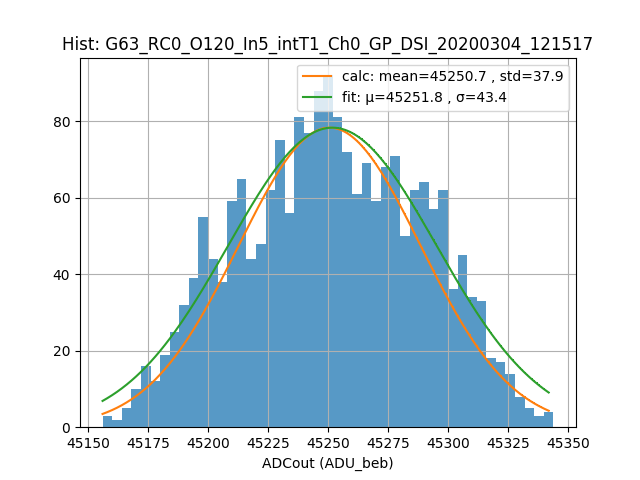 Hist: G63_RC0_O120_In5_intT1_Ch0_GP_DSI_20200304_121517
calc: mean=45250.7 , std=37.9
fit: μ=45251.8 , σ=43.4
80
60
40
20
0
45150 45175 45200 45225 45250 45275 45300 45325 45350
ADCout (ADU_beb)